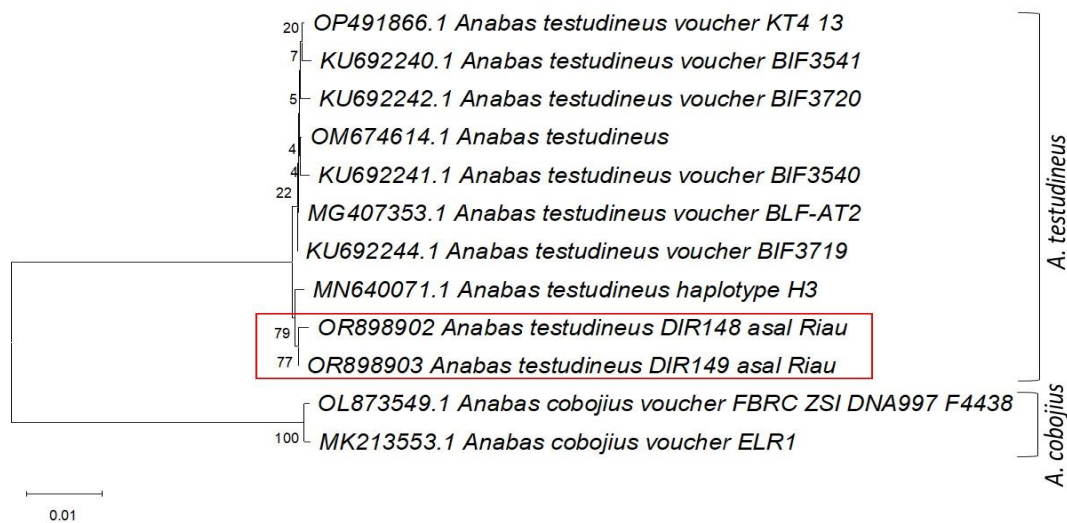 20
OP491866.1 Anabas testudineus voucher KT4 13
7
KU692240.1 Anabas testudineus voucher BIF3541
5
KU692242.1 Anabas testudineus voucher BIF3720
OM674614.1 Anabas testudineus
4
4
KU692241.1 Anabas testudineus voucher BIF3540
22
MG407353.1 Anabas testudineus voucher BLF-AT2
KU692244.1 Anabas testudineus voucher BIF3719
MN640071.1 Anabas testudineus haplotype H3
79
OR898902 Anabas testudineus DIR148 asal Riau
77
OR898903 Anabas testudineus DIR149 asal Riau
OL873549.1 Anabas cobojius voucher FBRC ZSI DNA997 F4438
100
MK213553.1 Anabas cobojius voucher ELR1
A. testudineus
A. cobojius
0.01